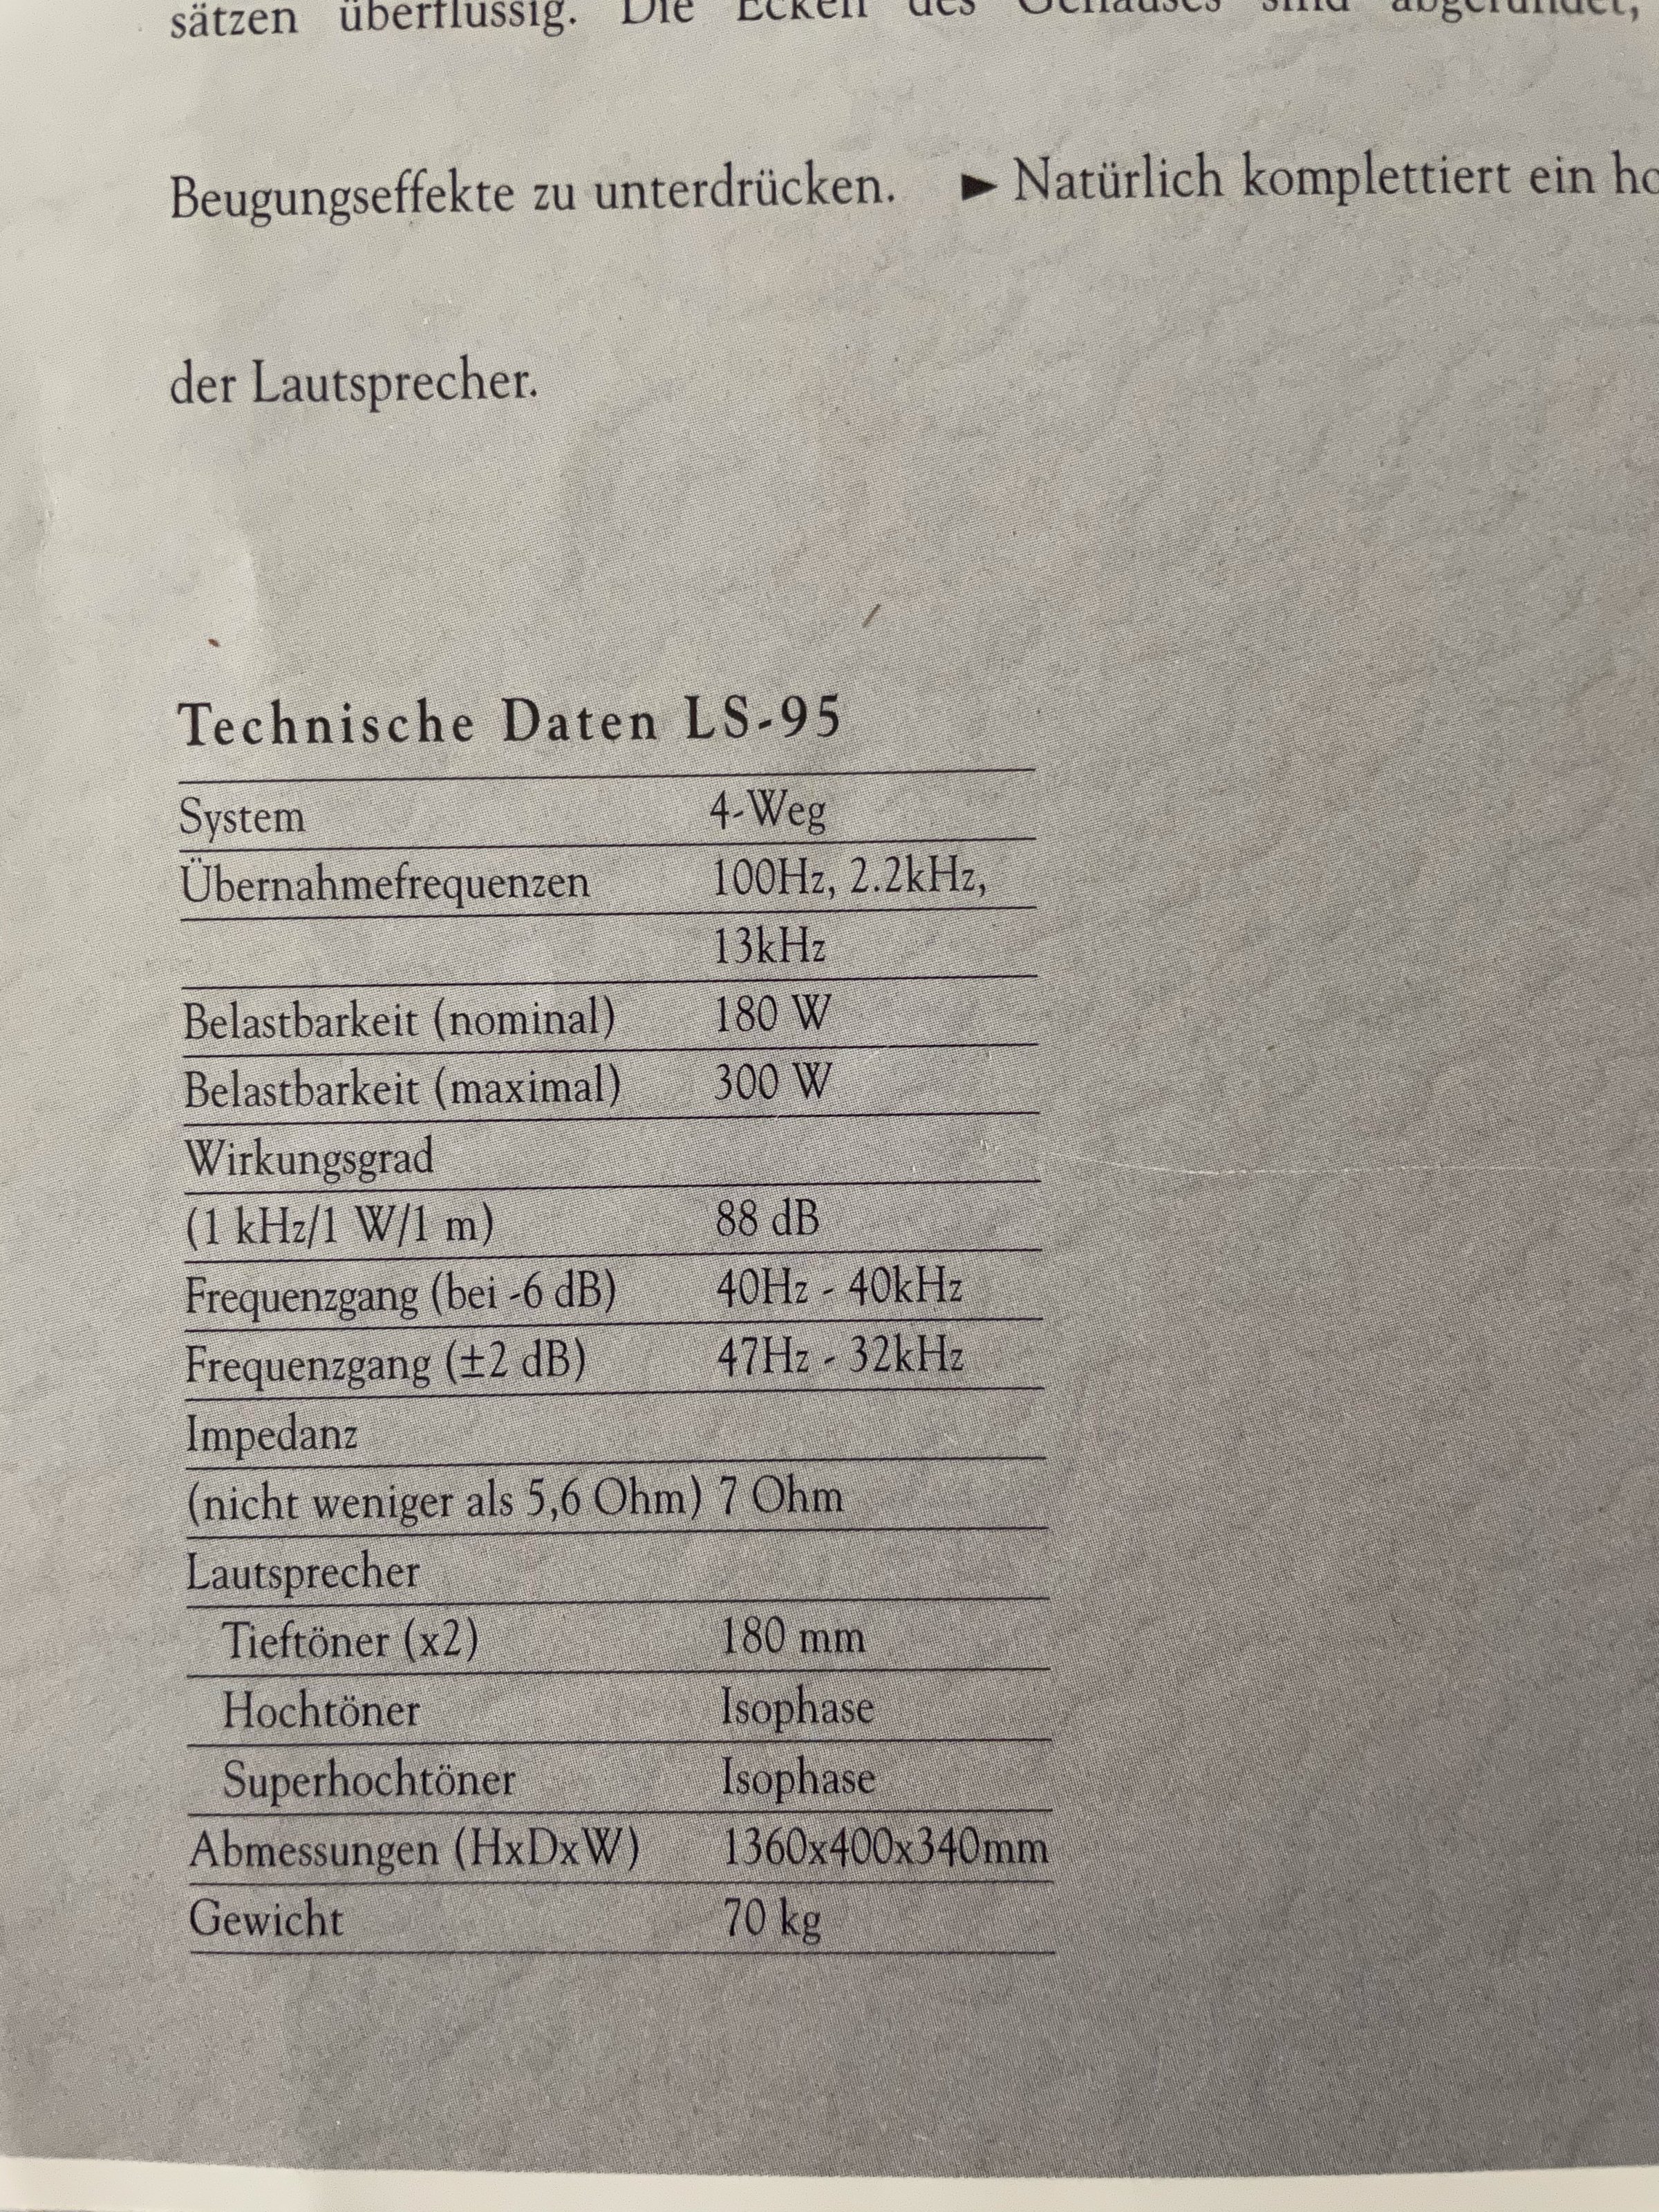 sätzen überflüssig. Die Ecken des Gehäuses sind abgerundet,
Beugungseffekte zu unterdrücken. ► Natürlich komplettiert ein
der Lautsprecher.
Technische Daten LS-95
System 4-Weg
Übernahmefrequenzen 100Hz, 2.2kHz,
13kHz
Belastbarkeit (nominal) 180 W
Belastbarkeit (maximal) 300 W
Wirkungsgrad
(1 kHz/1 W/1 m) 88 dB
Frequenzgang (bei -6 dB) 40Hz - 40kHz
Frequenzgang (±2 dB) 47Hz - 32kHz
Impedanz
(nicht weniger als 5,6 Ohm) 7 Ohm
Lautsprecher
Tieftöner (x2) 180 mm
Hochtöner Isophase
Superhochtöner Isophase
Abmessungen (HxDxW) 1360x400x340mm
Gewicht 70 kg